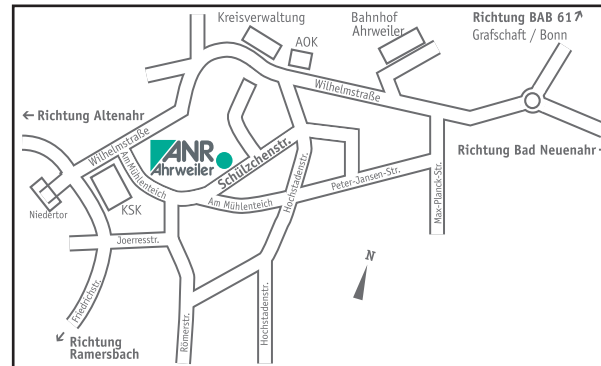 Kreisverwaltung
Bahnhof
Ahrweiler
Richtung BAB 61
Grafschaft / Bonn
AOK
Wilhelmstraße
← Richtung Altenahr
Wilhelmstraße
Am Mühlenteich
ANR
Ahrweiler
Schützchenstr.
Richtung Bad Neuenahr
Niedertor
KSK
Am Mühlenteich
Hochstadenstr.
Peter-Jansen-Str.
Max-Planck-Str.
Joerresstr.
N
Friedrichstr.
Richtung
Ramersbach
Römerstr.
Hochstadenstr.